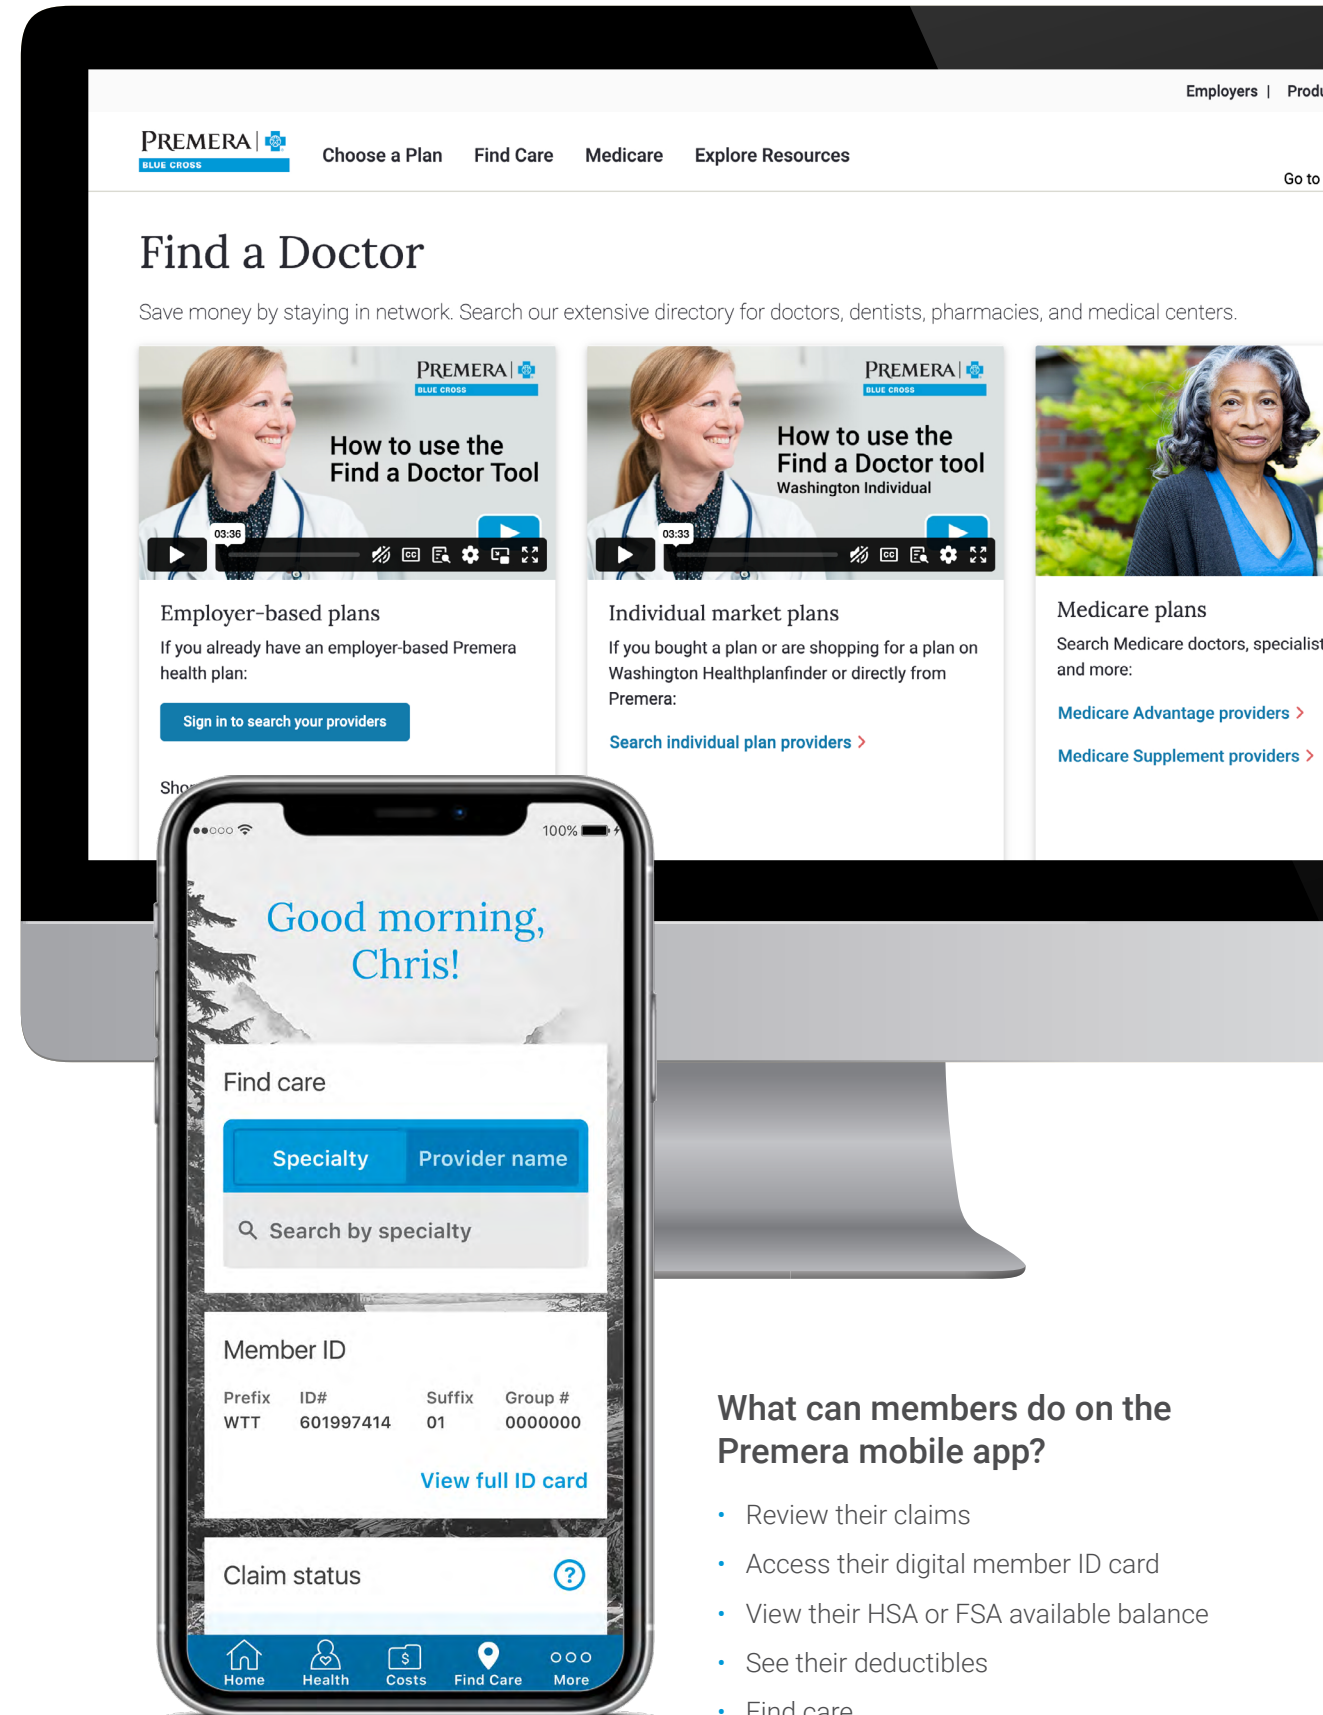 Employers |
PREMERA
BLUE CROSS
Choose a Plan
Find Care
Medicare
Explore Resources
Go to
Find a Doctor
Save money by staying in network. Search our extensive directory for doctors, dentists, pharmacies, and medical centers.
PREMERA
BLUE CROSS
How to use the
Find a Doctor Tool
03:36
CC
Employer-based plans
If you already have an employer-based Premera
health plan:
Sign in to search your providers
PREMERA
BLUE CROSS
How to use the
Find a Doctor tool
Washington Individual
03:33
CC
Individual market plans
If you bought a plan or are shopping for a plan on
Washington Healthplanfinder or directly from
Premera:
Search individual plan providers >
Medicare plans
Search Medicare doctors, specialist
and more:
Medicare Advantage providers >
Medicare Supplement providers >
100%
Good morning,
Chris!
Find care
Specialty
Provider name
Search by specialty
Member ID
Prefix ID# Suffix Group #
WTT 601997414 01 0000000
View full ID card
Claim status
?
$
Home
Health
Costs
Find Care
More
What can members do on the
Premera mobile app?
• Review their claims
• Access their digital member ID card
• View their HSA or FSA available balance
• See their deductibles
• Find care